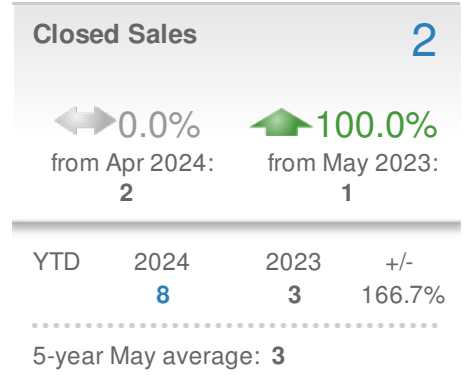 Closed Sales 2
0.0% 100.0%
from Apr 2024: from May 2023:
2 1
YTD 2024 2023 +/-
8 3 166.7%
5-year May average: 3